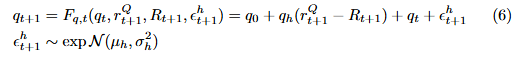 q_{t+1} = F_{q,t}(q_t, r^Q_{t+1}, R_{t+1}, ϵ^h_{t+1}) = q_0 + q_h(r^Q_{t+1} − R_{t+1}) + q_t + ϵ^h_{t+1} (6)
ϵ^h_{t+1} ∼ exp 𝒩(μ_h, σ^2_h)